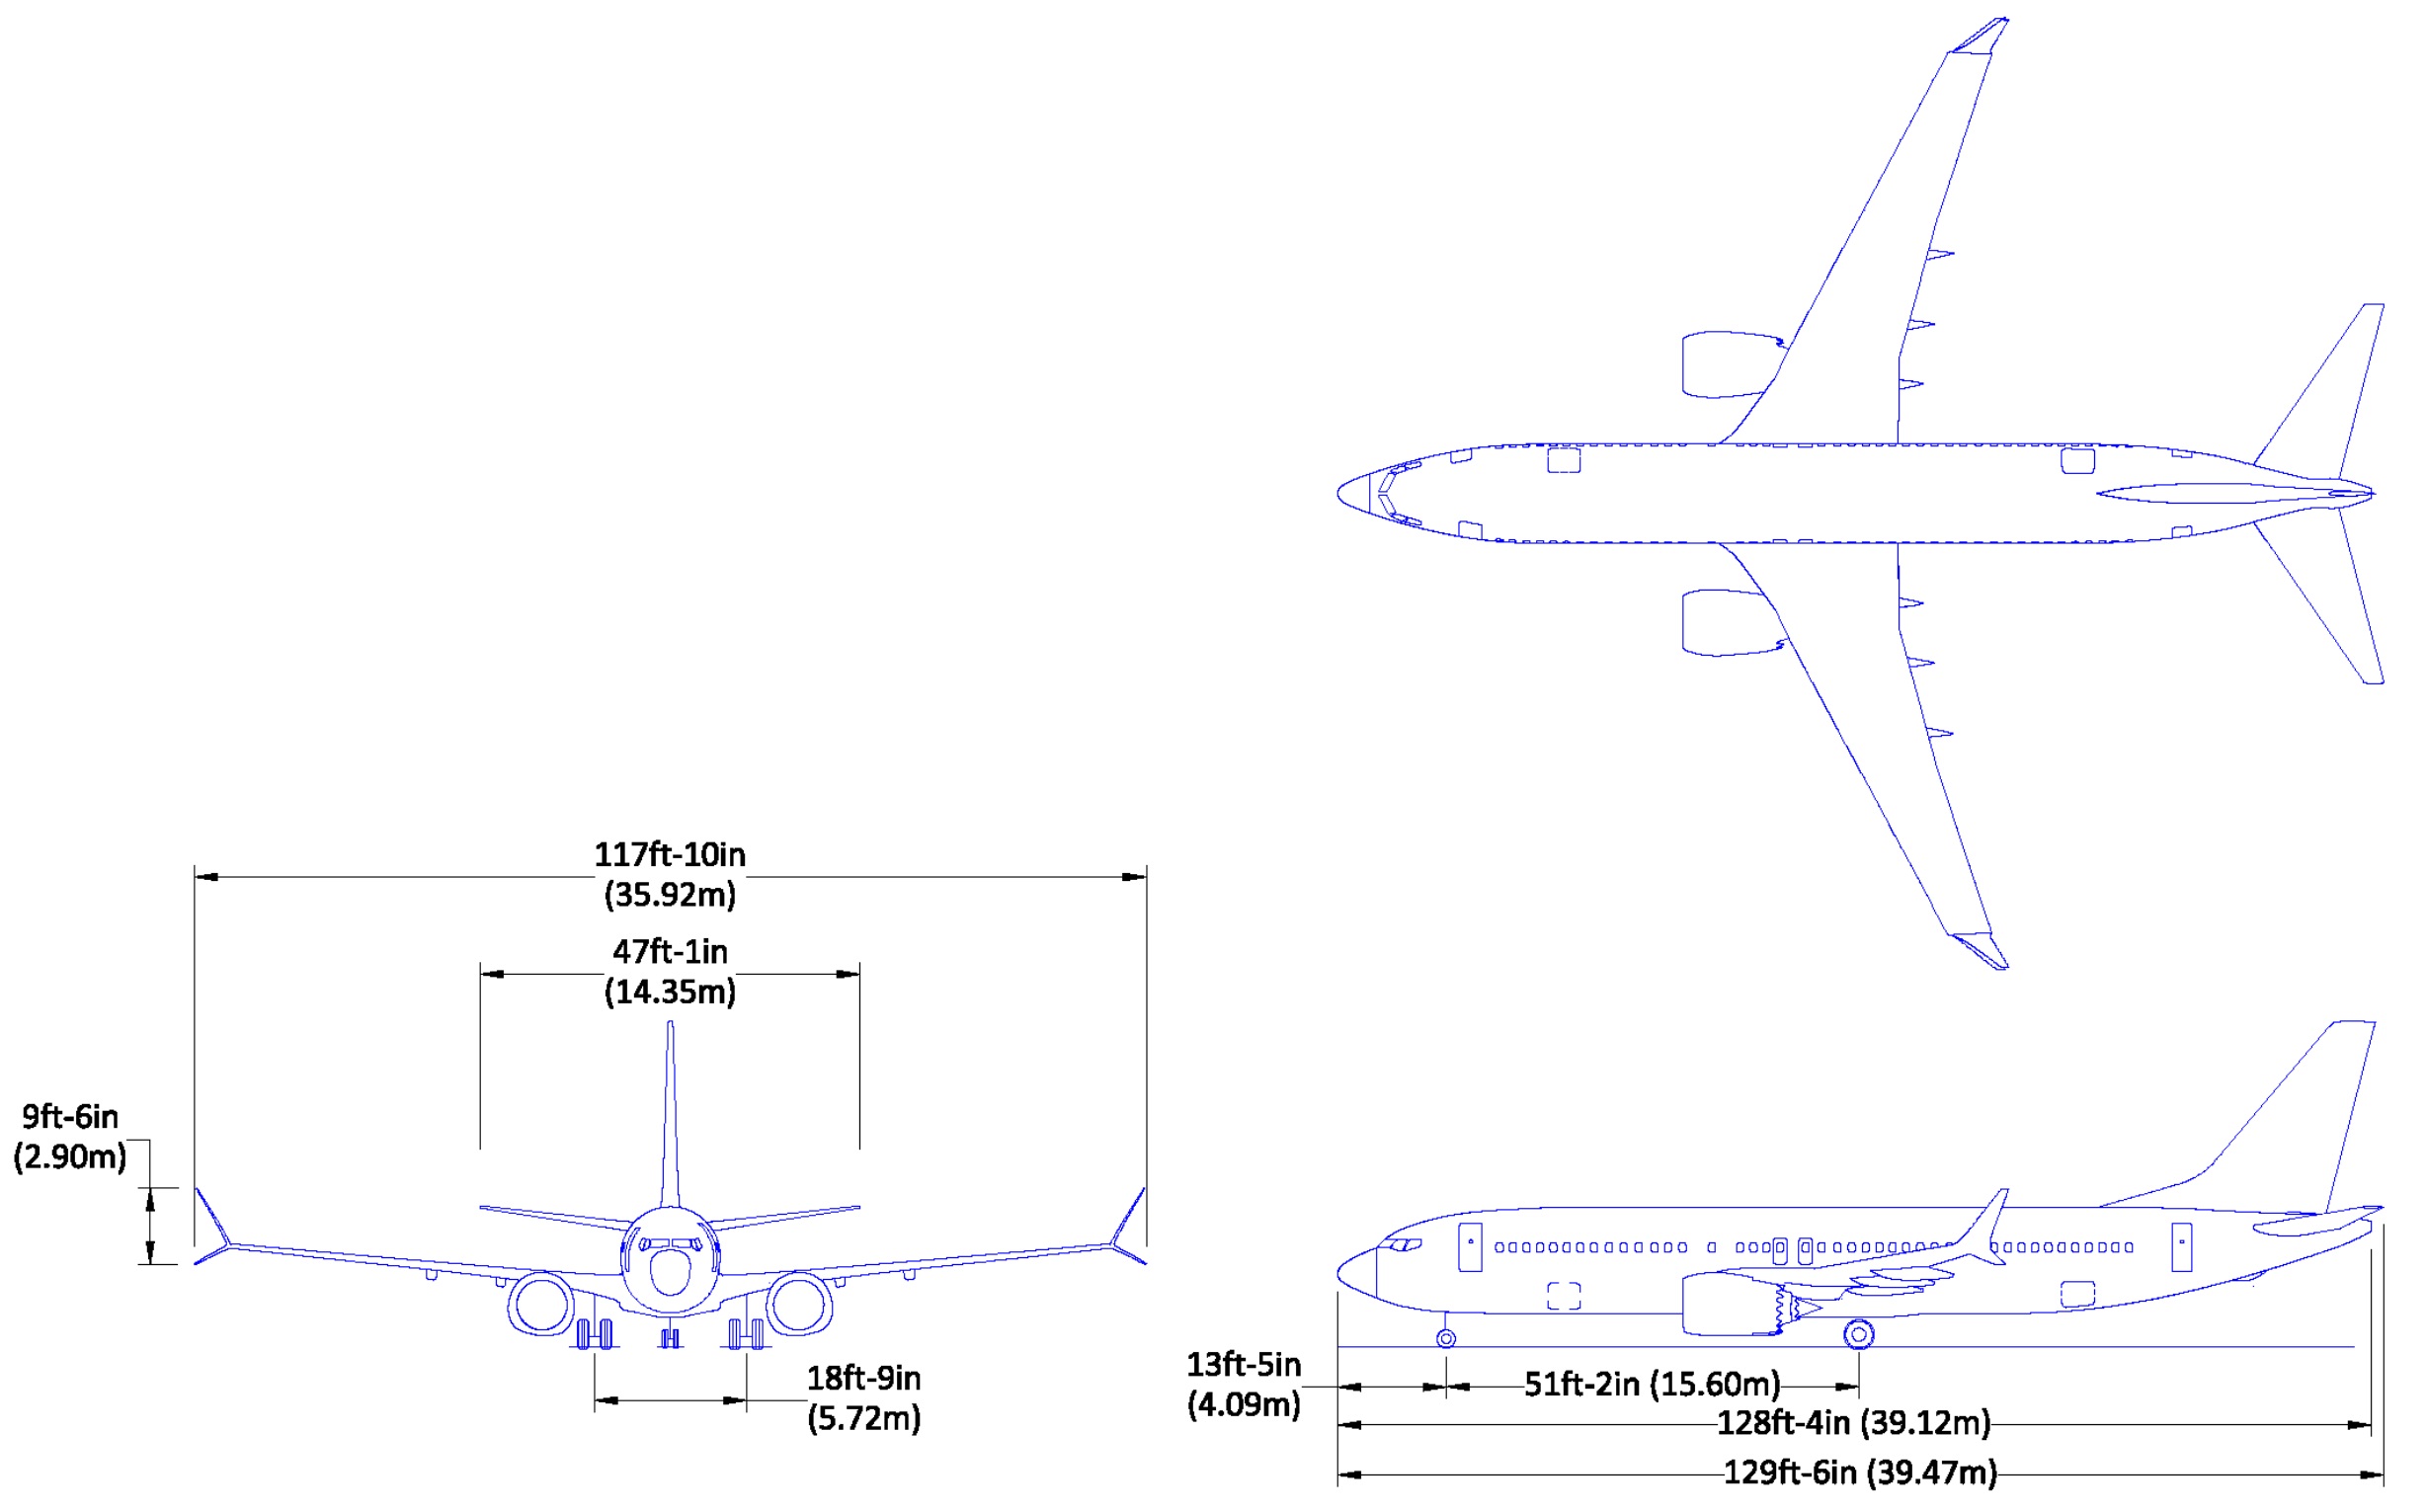 117ft-10in
(35.92m)
47ft-1in
(14.35m)
9ft-6in
(2.90m)
18ft-9in
(5.72m)
13ft-5in
(4.09m)
51ft-2in (15.60m)
128ft-4in (39.12m)
129ft-6in (39.47m)